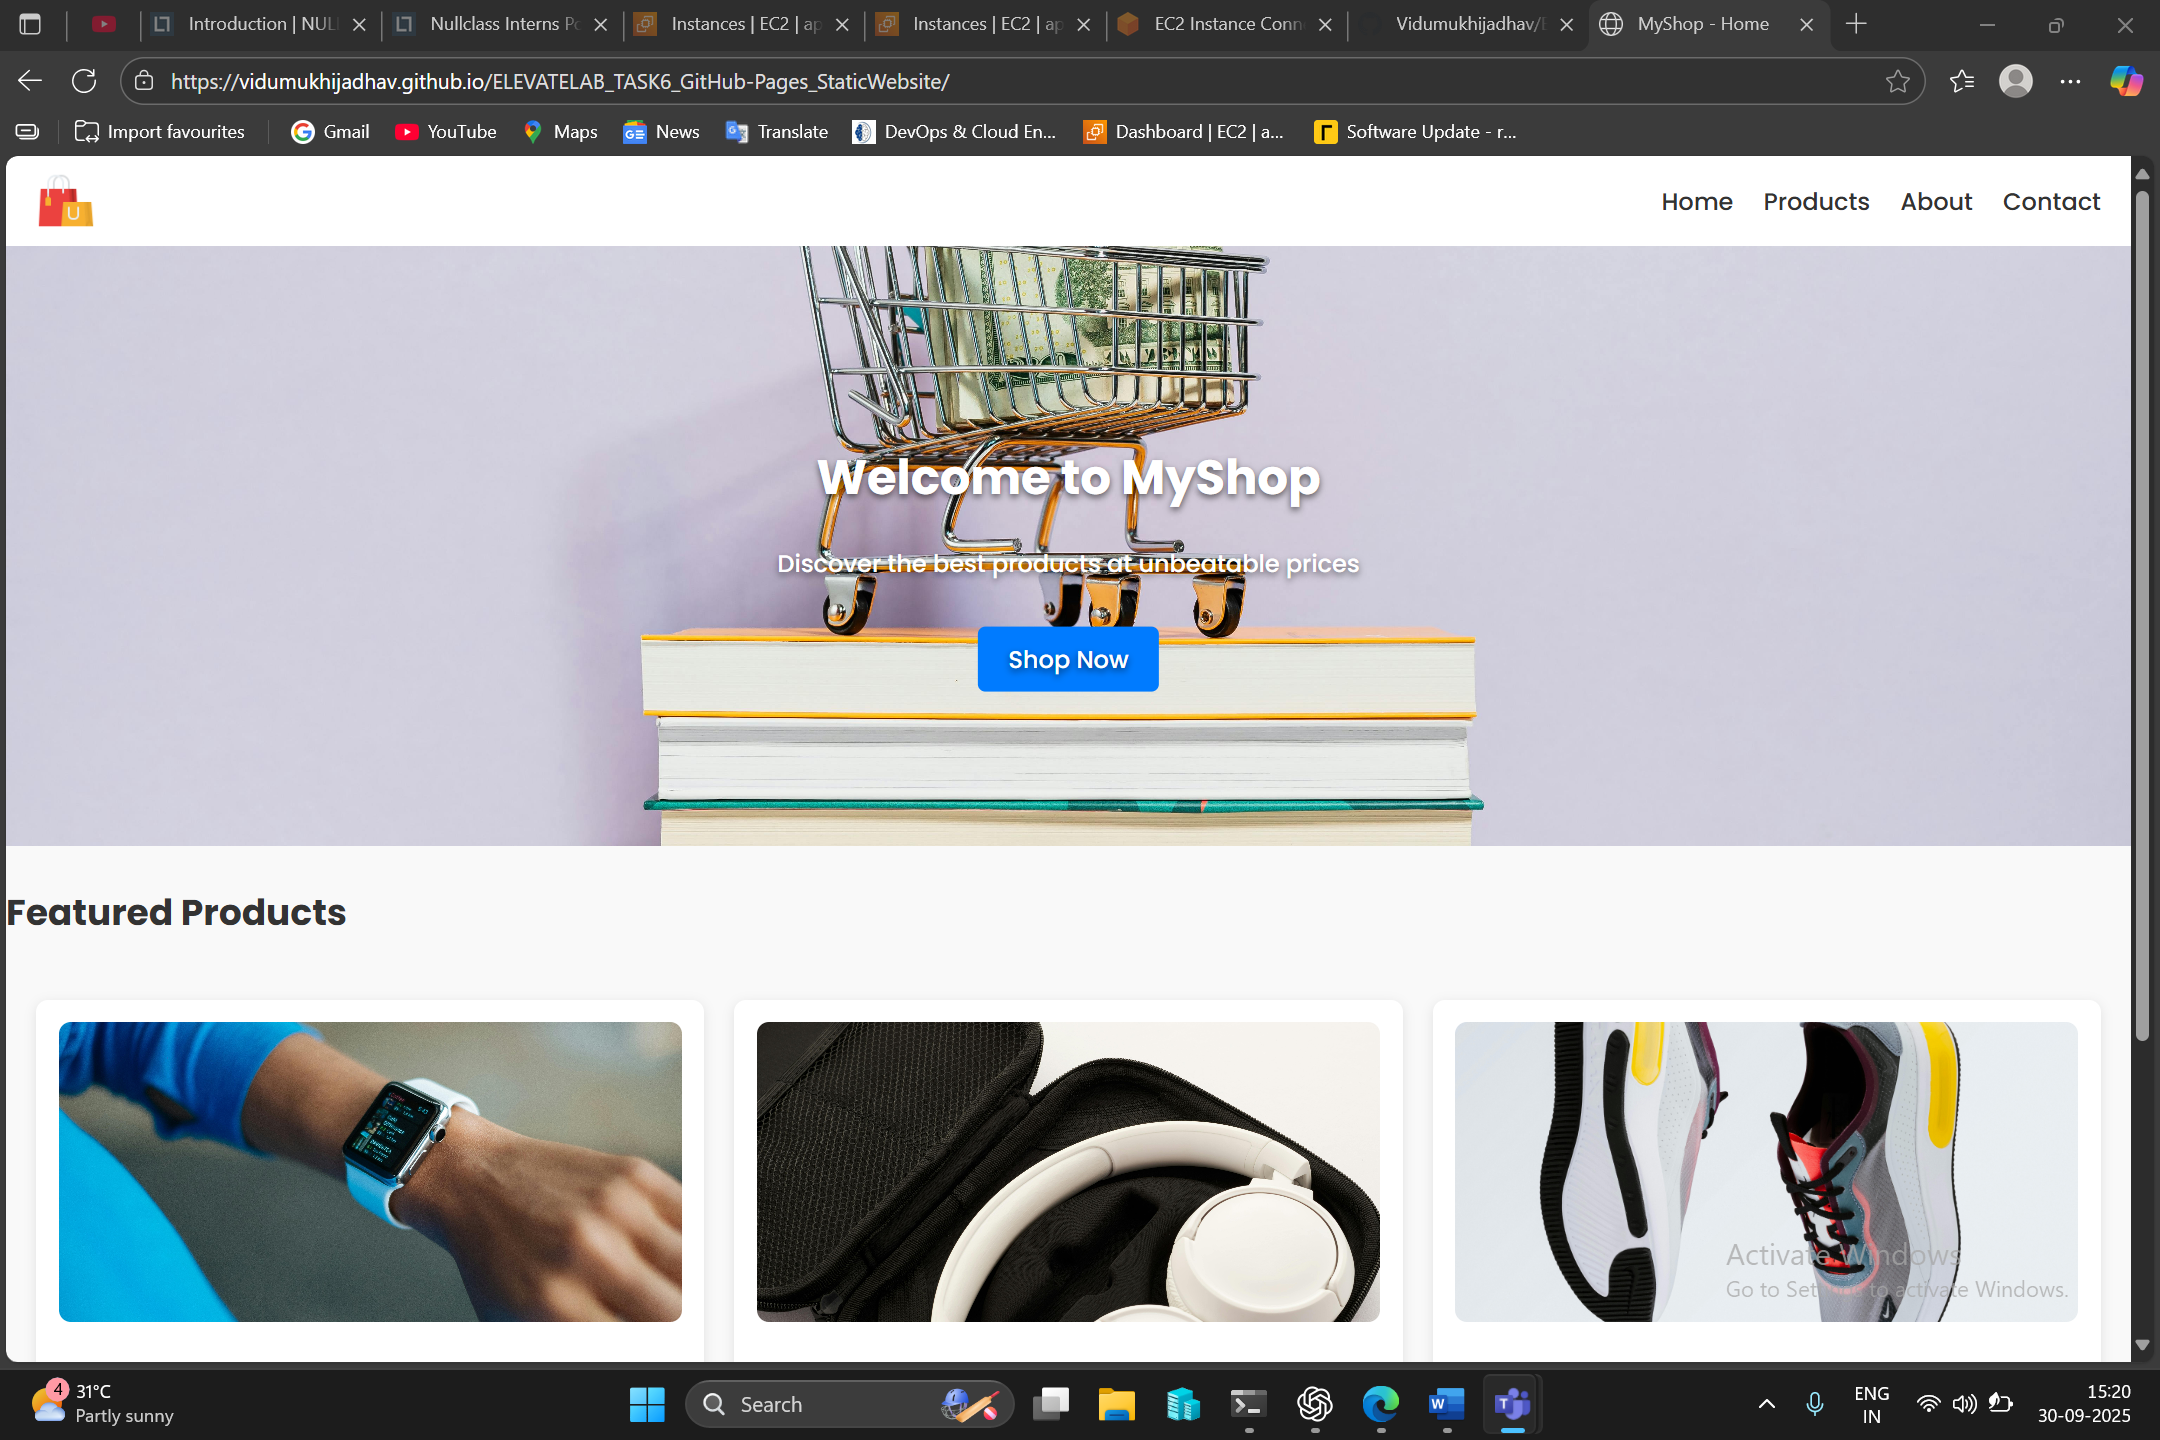 Introduction | NULL
Nullclass Interns Po
Instances | EC2 | ap
Instances | EC2 | ap
EC2 Instance Conn
Vidumukhijadhav/E
MyShop - Home
https://vidumukhijadhav.github.io/ELEVATELAB_TASK6_GitHub-Pages_StaticWebsite/
Import favourites
Gmail
YouTube
Maps
News
Translate
DevOps & Cloud En...
Dashboard | EC2 | a...
Software Update - r...
U
Home
Products
About
Contact
Welcome to MyShop
Discover the best products at unbeatable prices
Shop Now
Featured Products
Activate Windows
Go to Settings to activate Windows.
4
31°C
Partly sunny
Search
ENG
IN
15:20
30-09-2025